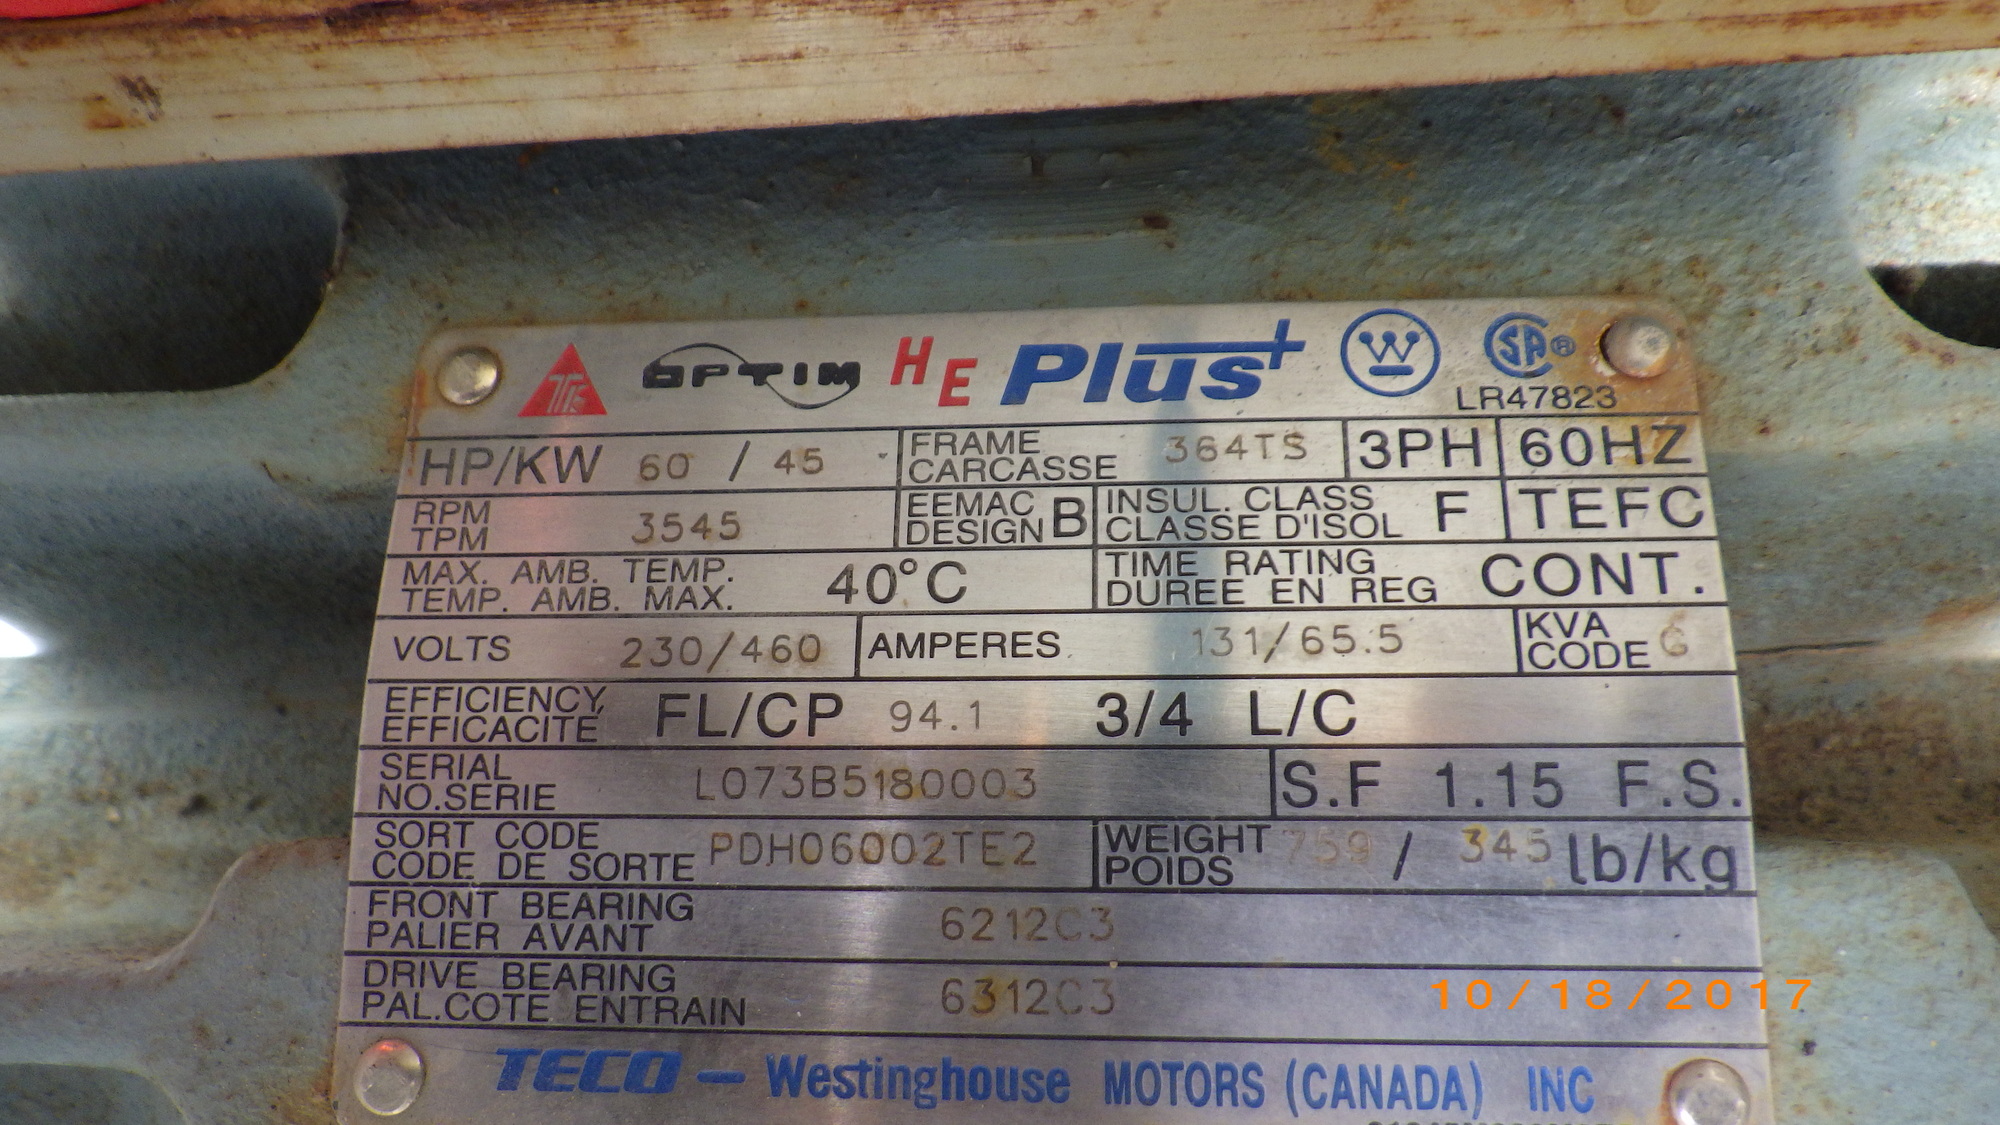 TECO OPTIM HE Plus+ W SA®
LR47823
HP/KW 60 / 45 FRAME CARCASSE 364TS 3PH 60HZ
RPM TPM 3545 EEMAC DESIGN B INSUL. CLASS CLASSE D'ISOL F TEFC
MAX. AMB. TEMP. TEMP. AMB. MAX. 40°C TIME RATING DUREE EN REG CONT.
VOLTS 230/460 AMPERES 131/65.5 KVA CODE G
EFFICIENCY, EFFICACITE FL/CP 94.1 3/4 L/C
SERIAL NO.SERIE L073B5180003 S.F 1.15 F.S.
SORT CODE CODE DE SORTE PDH06002TE2 WEIGHT POIDS 759 / 345 lb/kg
FRONT BEARING PALIER AVANT 6212C3
DRIVE BEARING PAL.COTE ENTRAIN 6312C3
10/18/2017
TECO – Westinghouse MOTORS (CANADA) INC